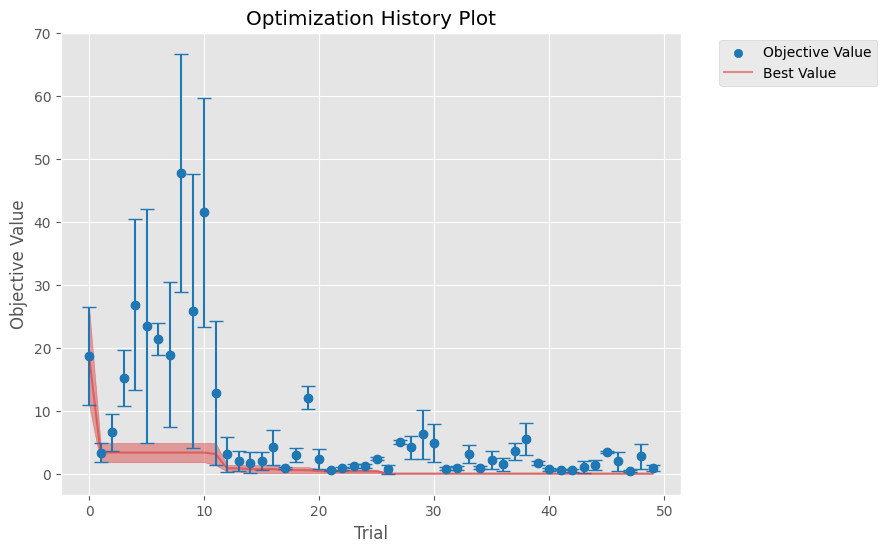 Optimization History Plot
Objective Value
Best Value
Objective Value
70
60
50
40
30
20
10
0
0 10 20 30 40 50
Trial